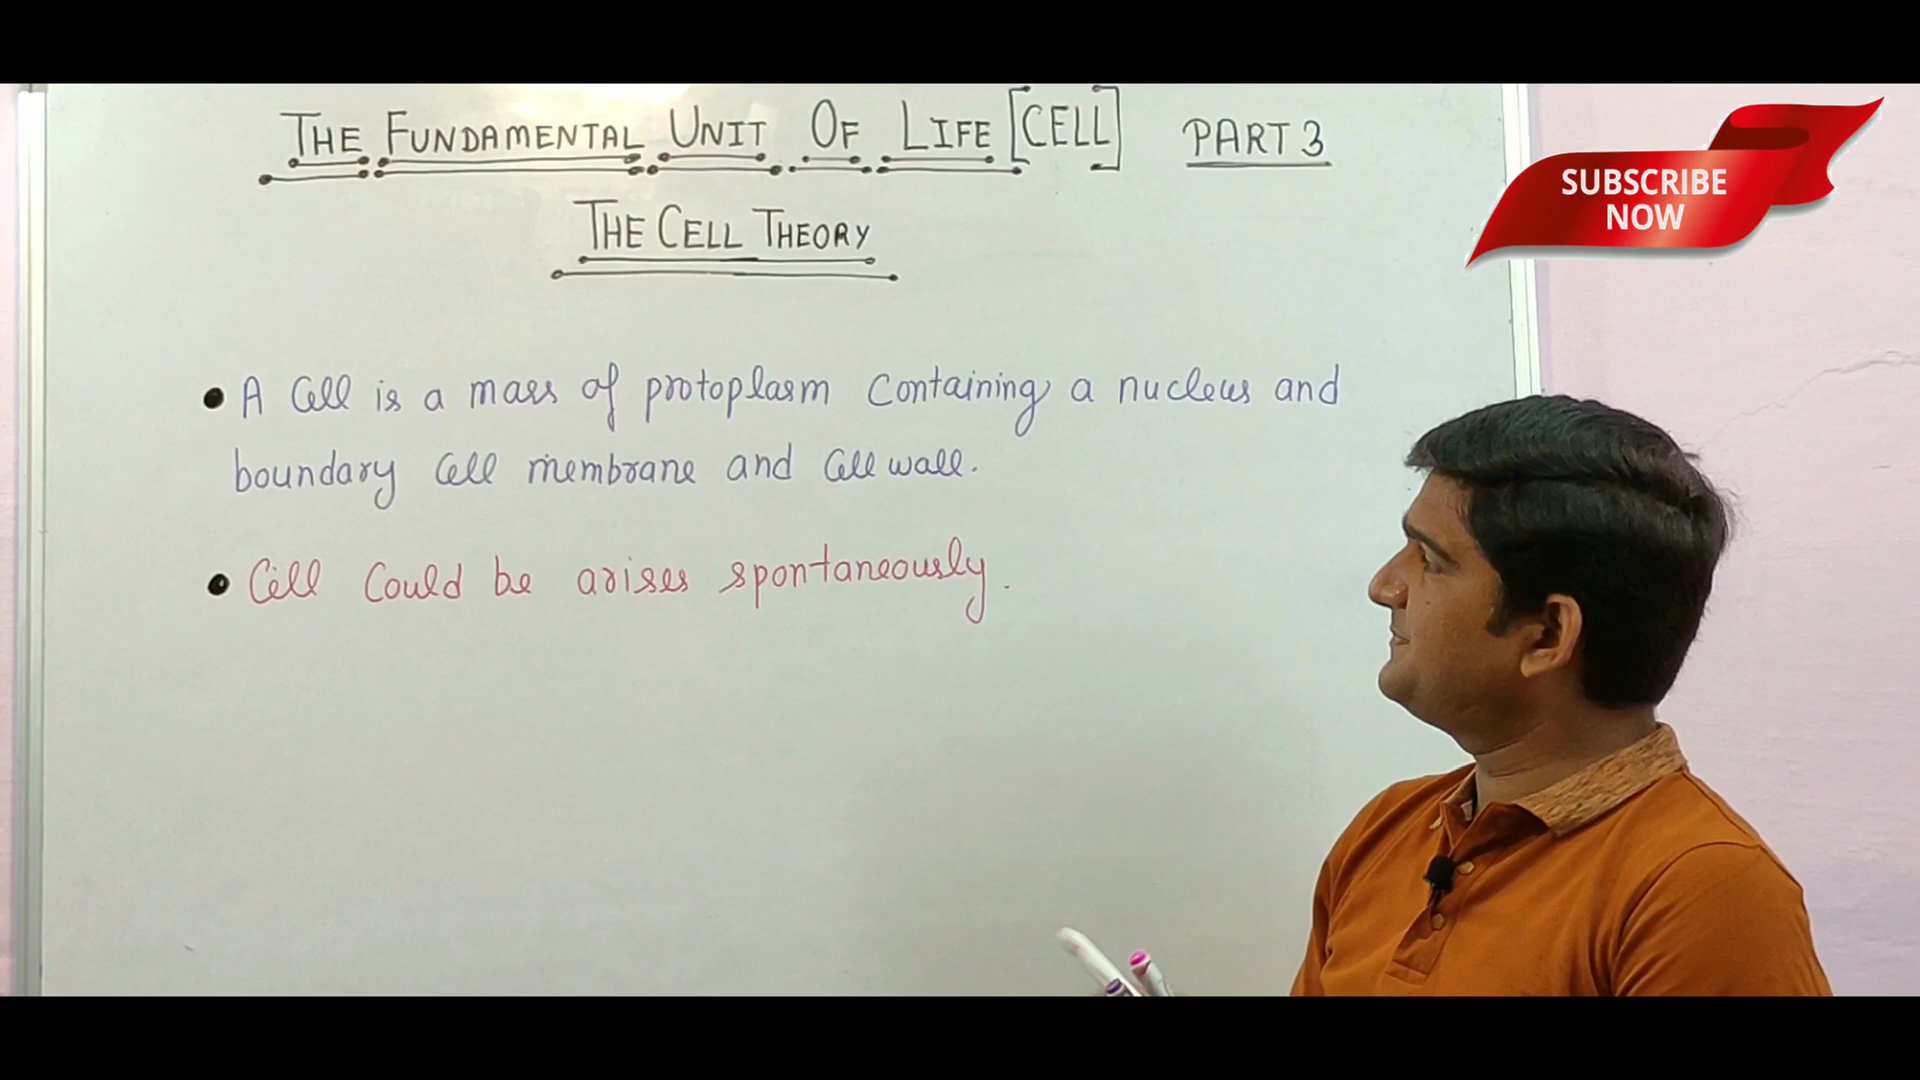 THE FUNDAMENTAL UNIT OF LIFE [CELL] PART 3
SUBSCRIBE
NOW
THE CELL THEORY
• A Cell is a mass of protoplasm Containing a nucleus and
boundary Cell membrane and Cell wall.
• Cell Could be arises spontaneously.